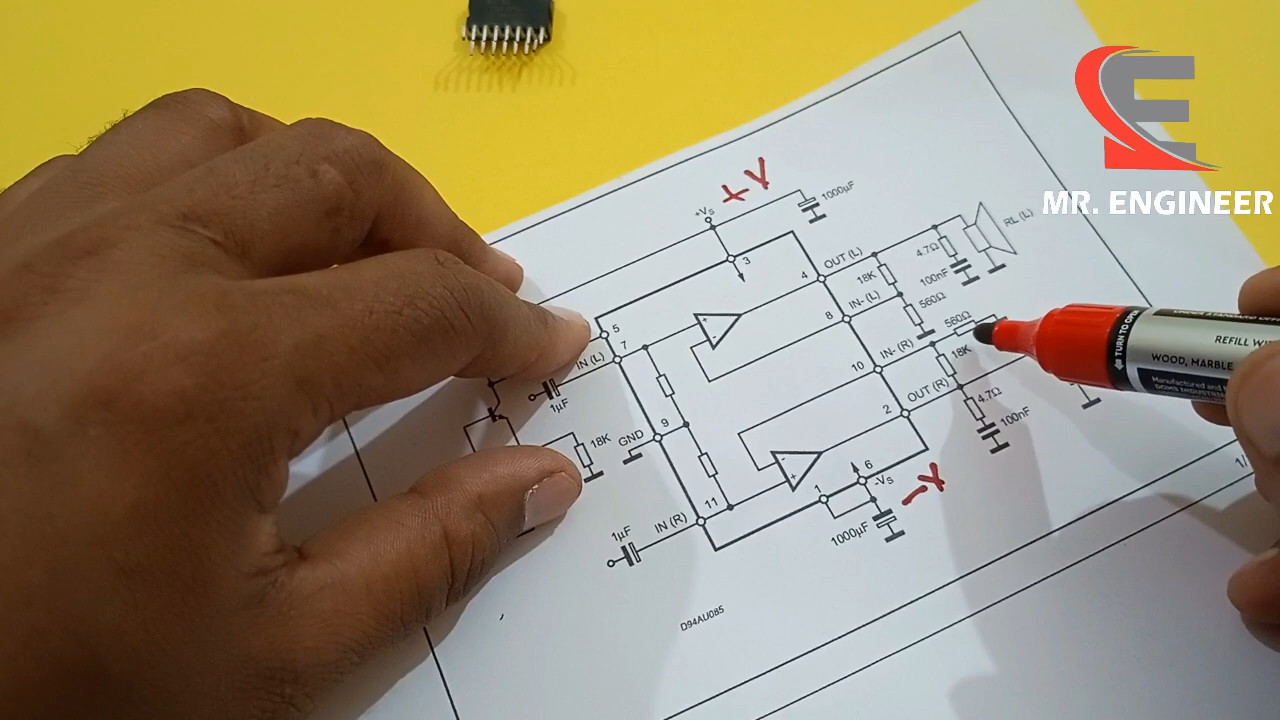 MR. ENGINEER
+V
+Vs
1000µF
3
OUT (L)
4
18K
4.7Ω
100nF
RL (L)
IN- (L)
8
560Ω
5
7
IN (L)
1µF
560Ω
IN- (R)
10
18K
OUT (R)
2
4.7Ω
100nF
GND
9
18K
6
-Vs
-V
1
1000µF
11
IN (R)
1µF
D94AU085
TURN TO OPEN
WOOD, MARBLE